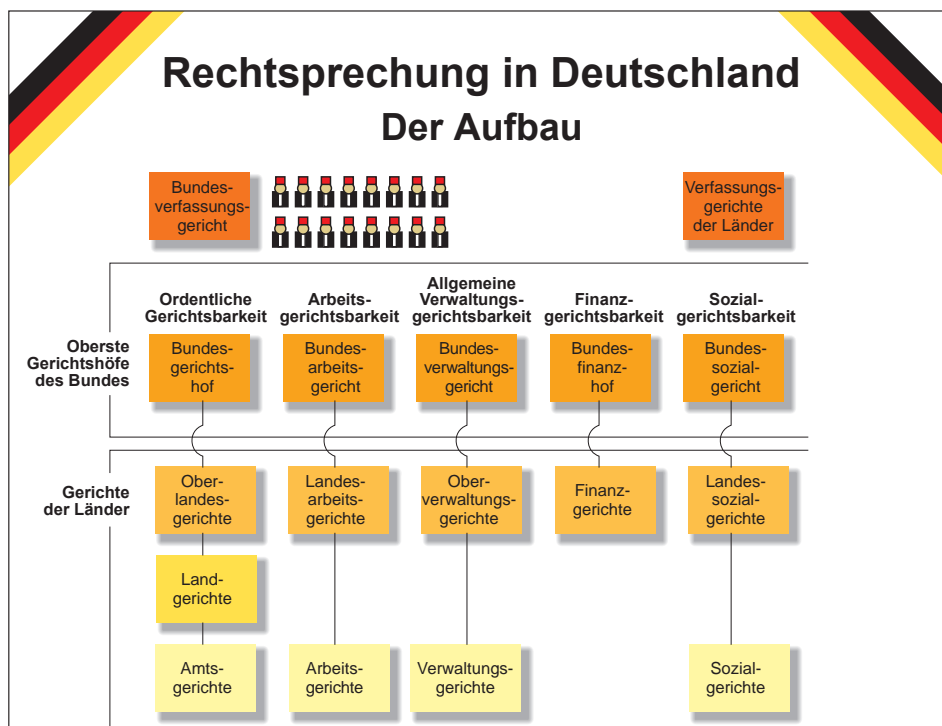 Rechtsprechung in Deutschland
Der Aufbau
Bundes-
verfassungs-
gericht
Verfassungs-
gerichte
der Länder
Oberste
Gerichtshöfe
des Bundes
Ordentliche
Gerichtsbarkeit
Arbeits-
gerichtsbarkeit
Allgemeine
Verwaltungs-
gerichtsbarkeit
Finanz-
gerichtsbarkeit
Sozial-
gerichtsbarkeit
Bundes-
gerichts-
hof
Bundes-
arbeits-
gericht
Bundes-
verwaltungs-
gericht
Bundes-
finanz-
hof
Bundes-
sozial-
gericht
Gerichte
der Länder
Ober-
landes-
gerichte
Landes-
arbeits-
gerichte
Ober-
verwaltungs-
gerichte
Finanz-
gerichte
Landes-
sozial-
gerichte
Land-
gerichte
Amts-
gerichte
Arbeits-
gerichte
Verwaltungs-
gerichte
Sozial-
gerichte